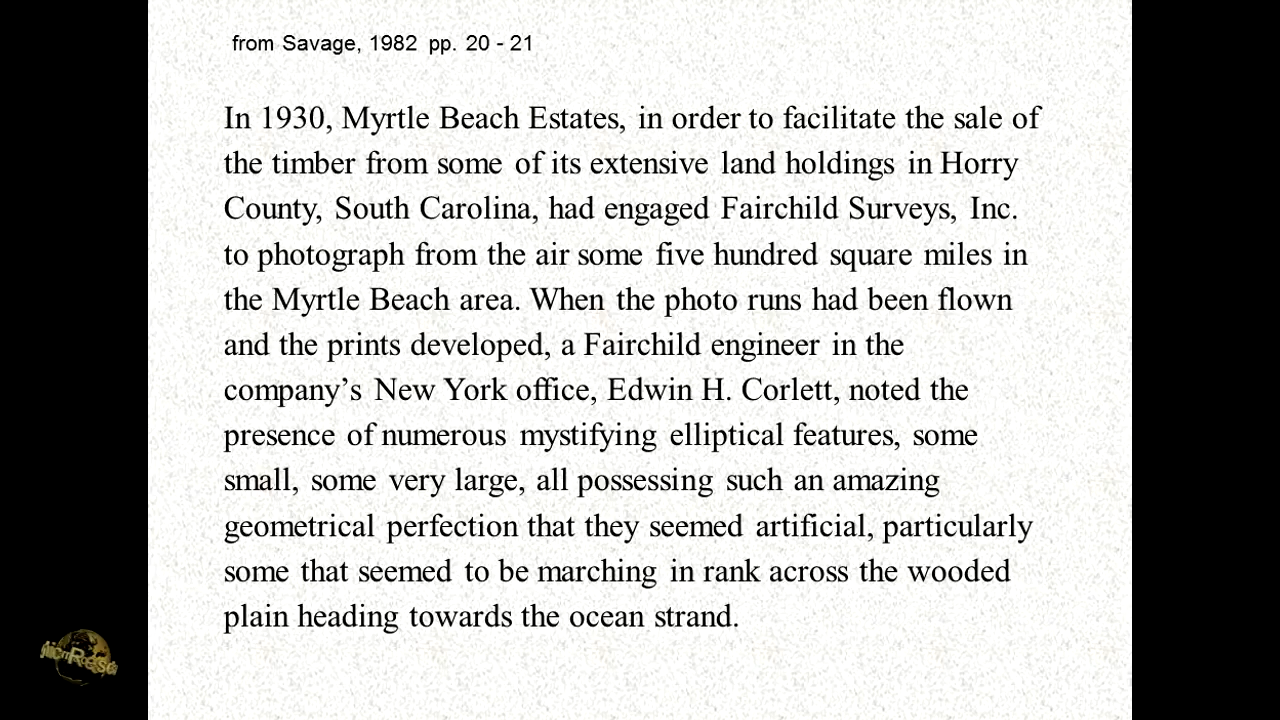 from Savage, 1982 pp. 20 - 21
In 1930, Myrtle Beach Estates, in order to facilitate the sale of
the timber from some of its extensive land holdings in Horry
County, South Carolina, had engaged Fairchild Surveys, Inc.
to photograph from the air some five hundred square miles in
the Myrtle Beach area. When the photo runs had been flown
and the prints developed, a Fairchild engineer in the
company’s New York office, Edwin H. Corlett, noted the
presence of numerous mystifying elliptical features, some
small, some very large, all possessing such an amazing
geometrical perfection that they seemed artificial, particularly
some that seemed to be marching in rank across the wooded
plain heading towards the ocean strand.